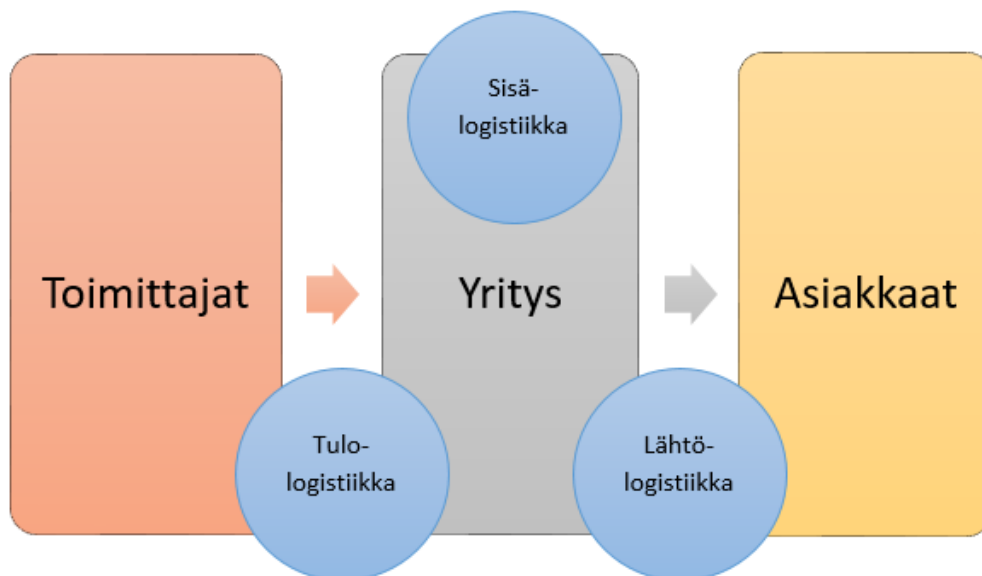 Sisä-
logistiikka
Toimittajat
Yritys
Asiakkaat
Tulo-
logistiikka
Lähtö-
logistiikka